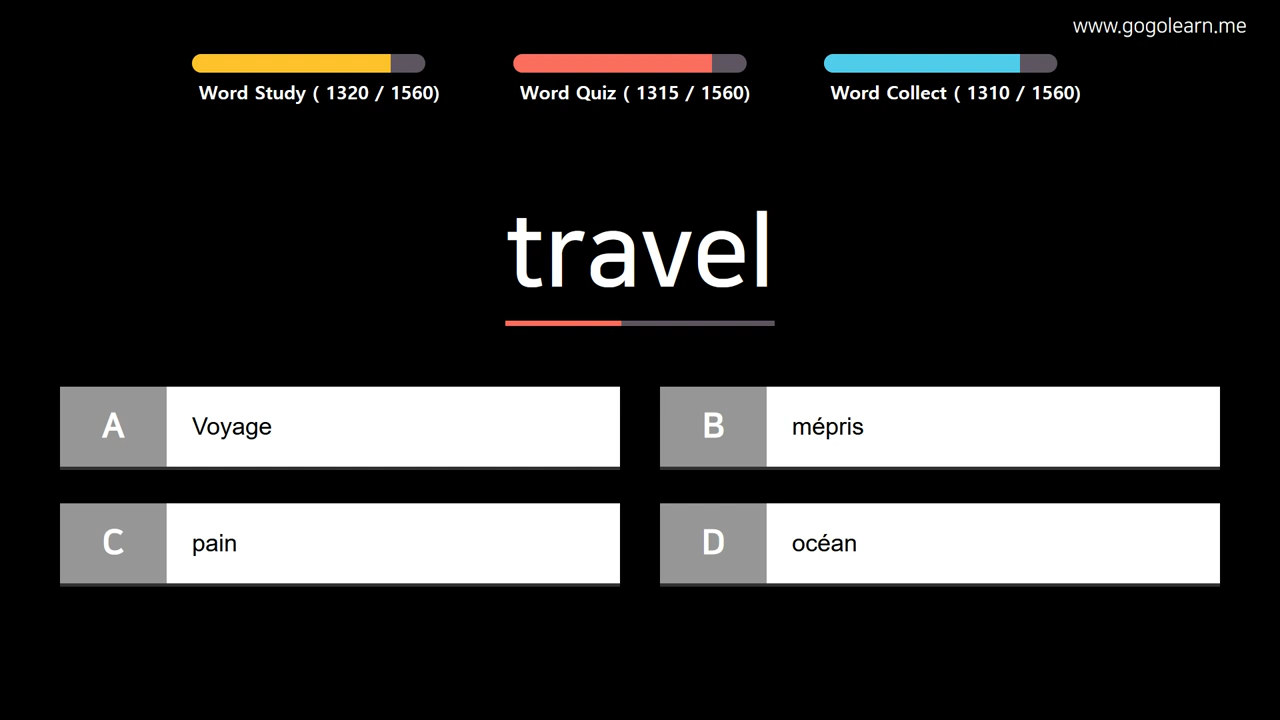 www.gogolearn.me
Word Study ( 1320 / 1560)
Word Quiz ( 1315 / 1560)
Word Collect ( 1310 / 1560)
travel
A
Voyage
B
mépris
C
pain
D
océan